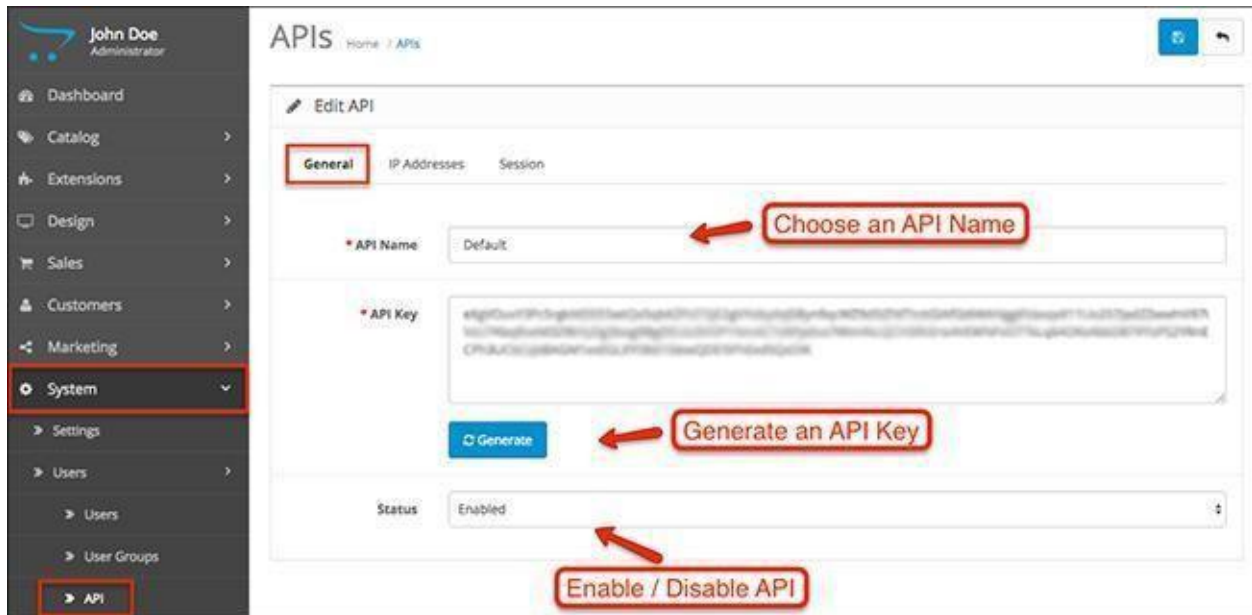 John Doe
Administrator
Dashboard
Catalog
Extensions
Design
Sales
Customers
Marketing
System
Settings
Users
Users
User Groups
API
APIs Home / APIs
Edit API
General IP Addresses Session
* API Name Default
Choose an API Name
* API Key
Generate
Generate an API Key
Status Enabled
Enable / Disable API